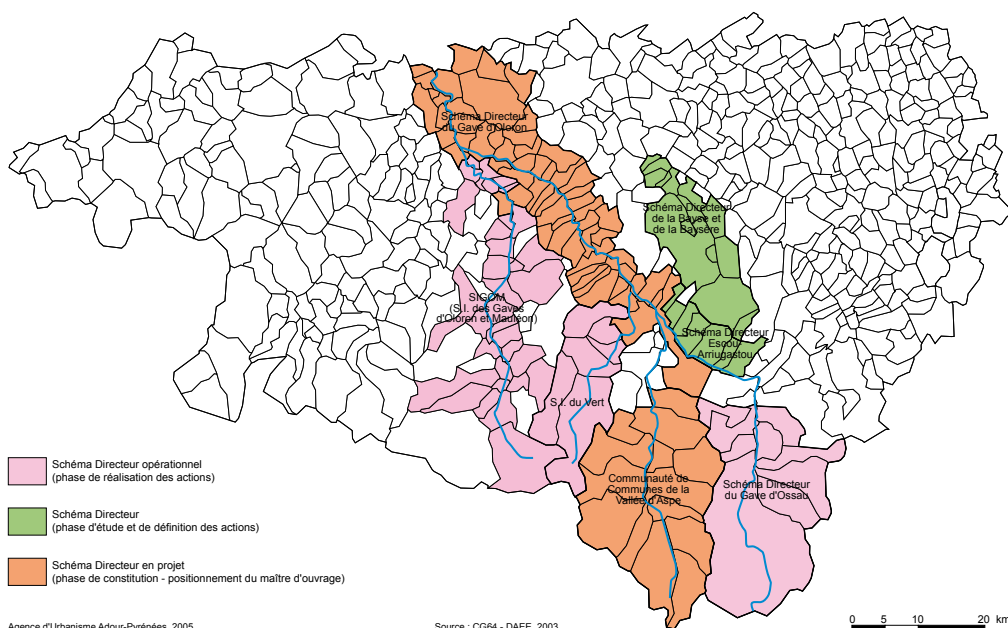 Schéma Directeur
du Gave d'Oloron
Schéma Directeur
de la Bayse et
de la Baysère
SIGOM
(S.I. des Gaves
d'Oloron et Mauléon)
Schéma Directeur
Escou
Arriugastou
S.I. du Vert
Communauté de
Communes de la
Vallée d'Aspe
Schéma Directeur
du Gave d'Ossau
Schéma Directeur opérationnel
(phase de réalisation des actions)
Schéma Directeur
(phase d'étude et de définition des actions)
Schéma Directeur en projet
(phase de constitution - positionnement du maître d'ouvrage)
Agence d'Urbanisme Adour-Pyrénées, 2005
Source : CG64 - DAEE, 2003
0 5 10 20 km